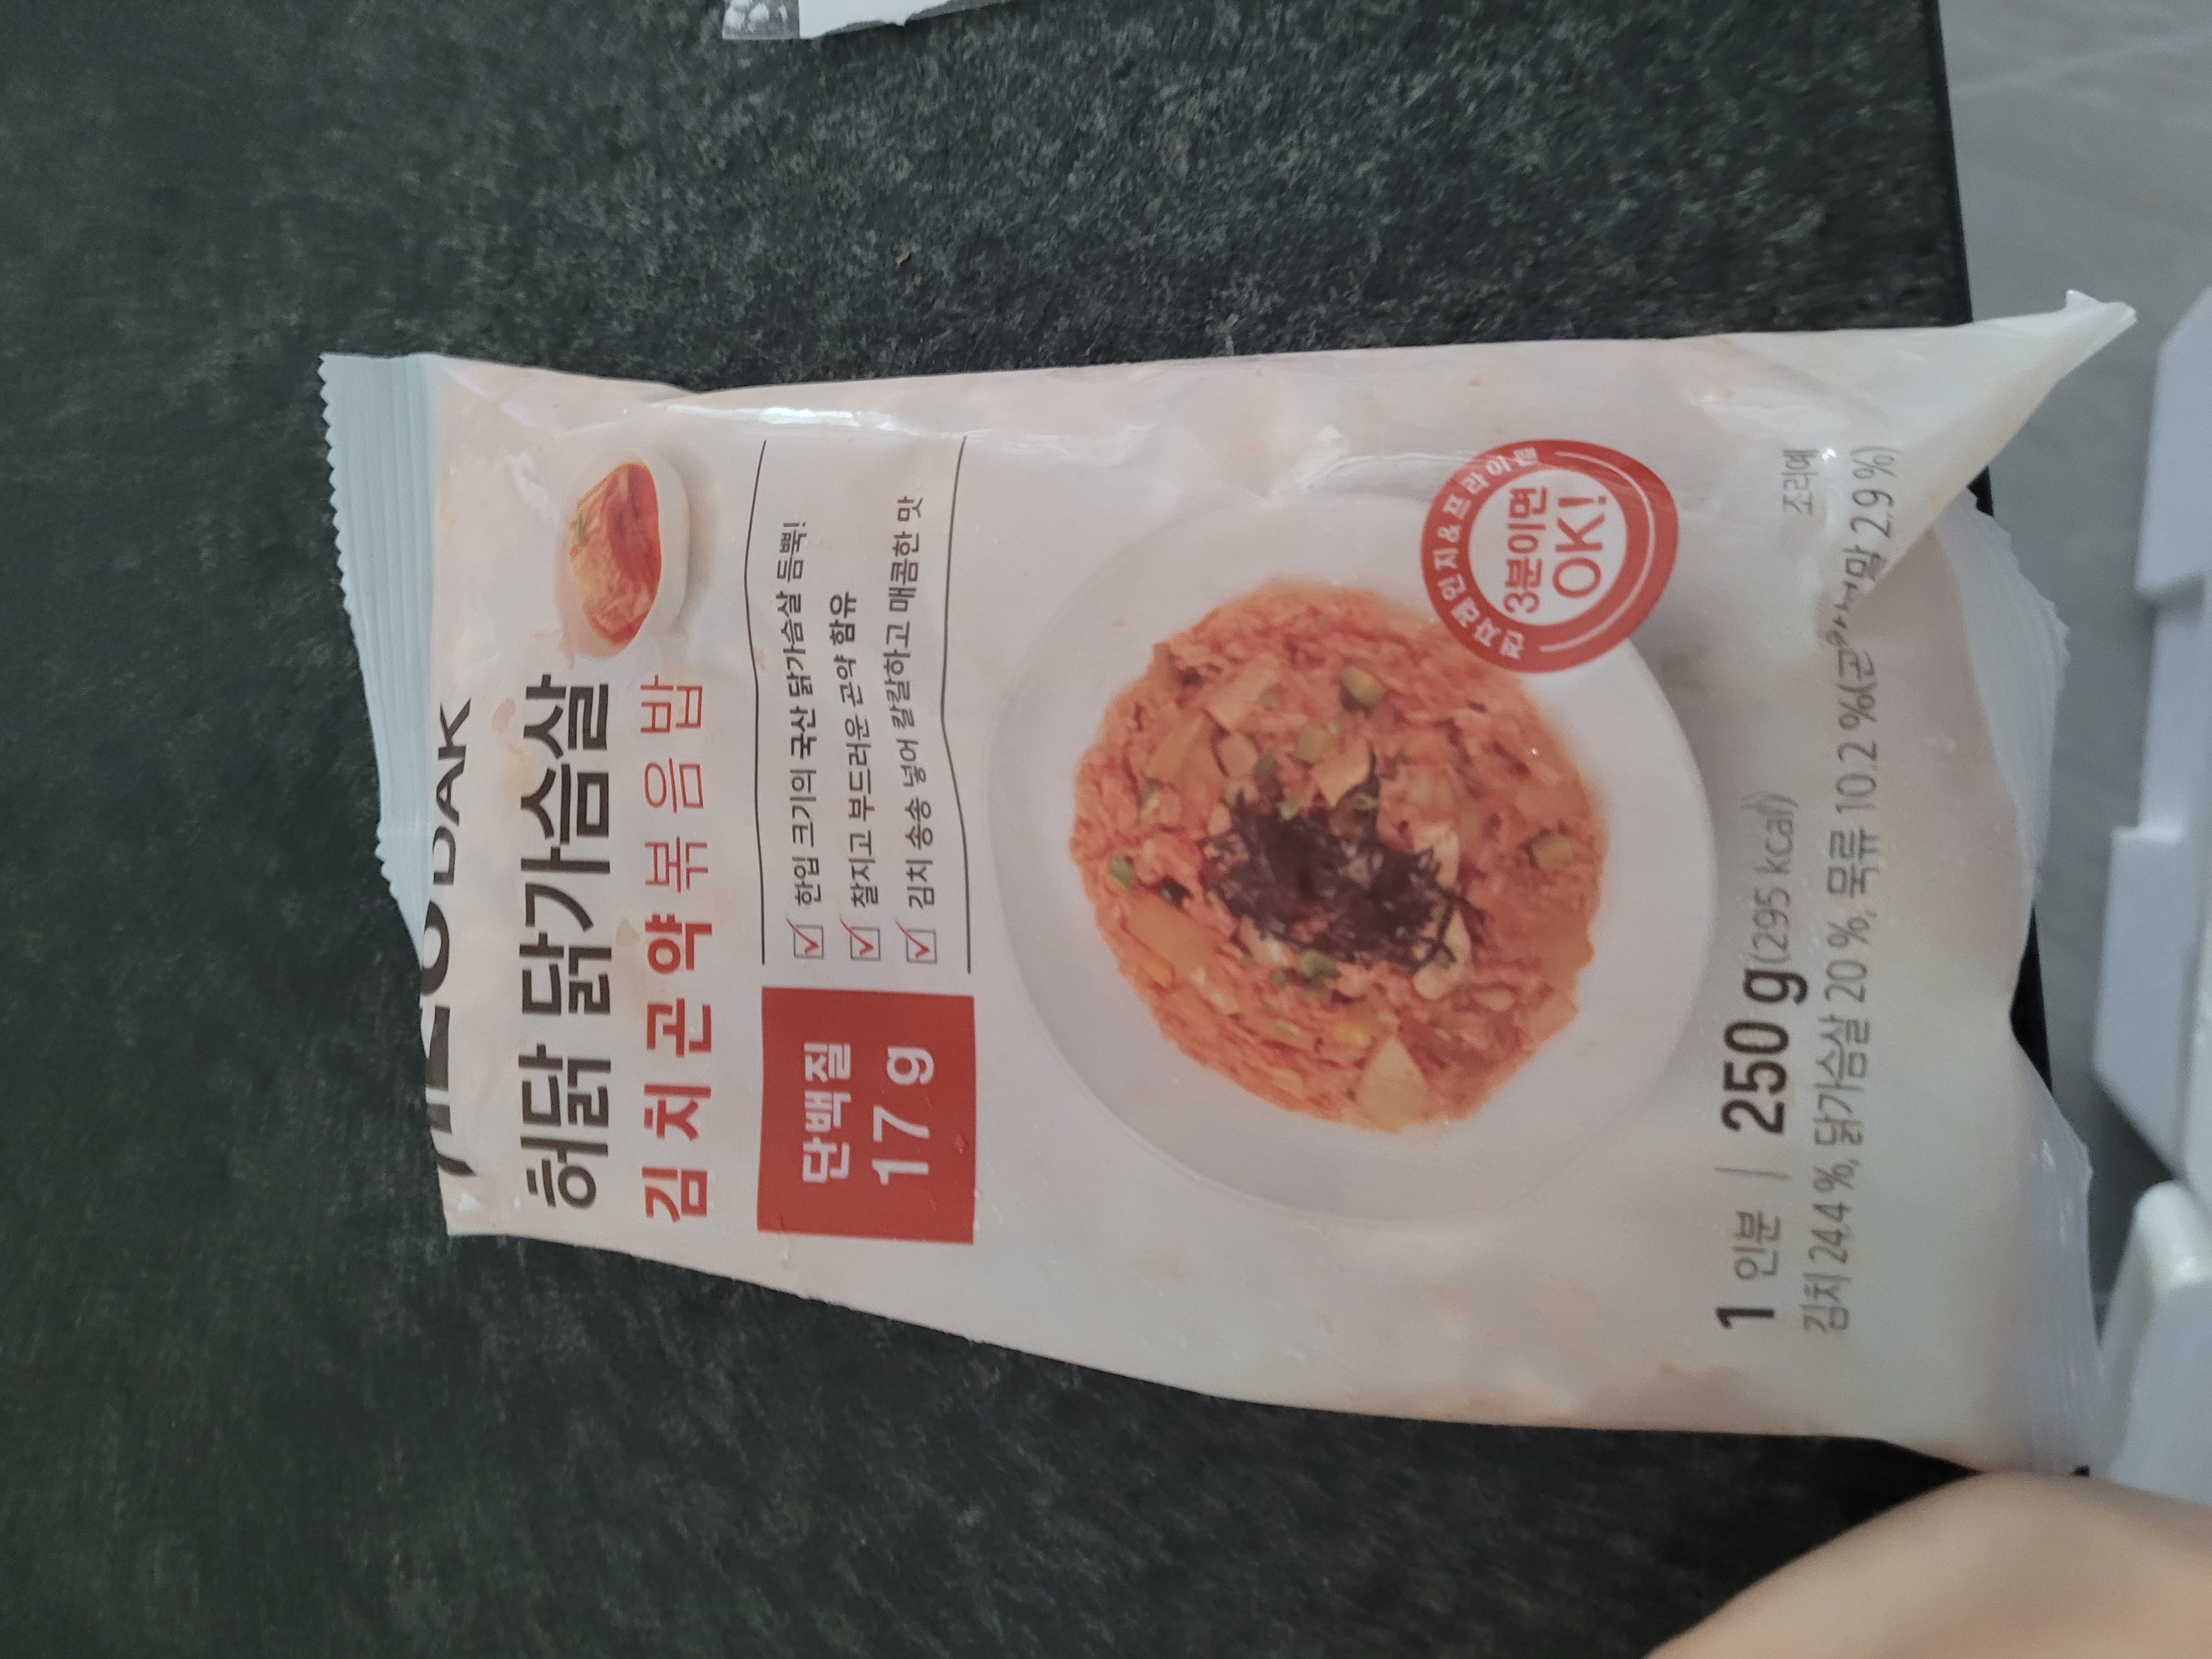 허닭 닭가슴살
김치곤약볶음밥
단백질
17 g
한입 크기의 국산 닭가슴살 듬뿍!
찰지고 부드러운 곤약 함유
김치 송송 넣어 칼칼하고 매콤한 맛
전자레인지&프라이팬
3분이면
OK!
조리예
1 인분 | 250 g(295 kcal)
김치 24.4 %, 닭가슴살 20 %, 묵류 10.2 % 2.9 %)